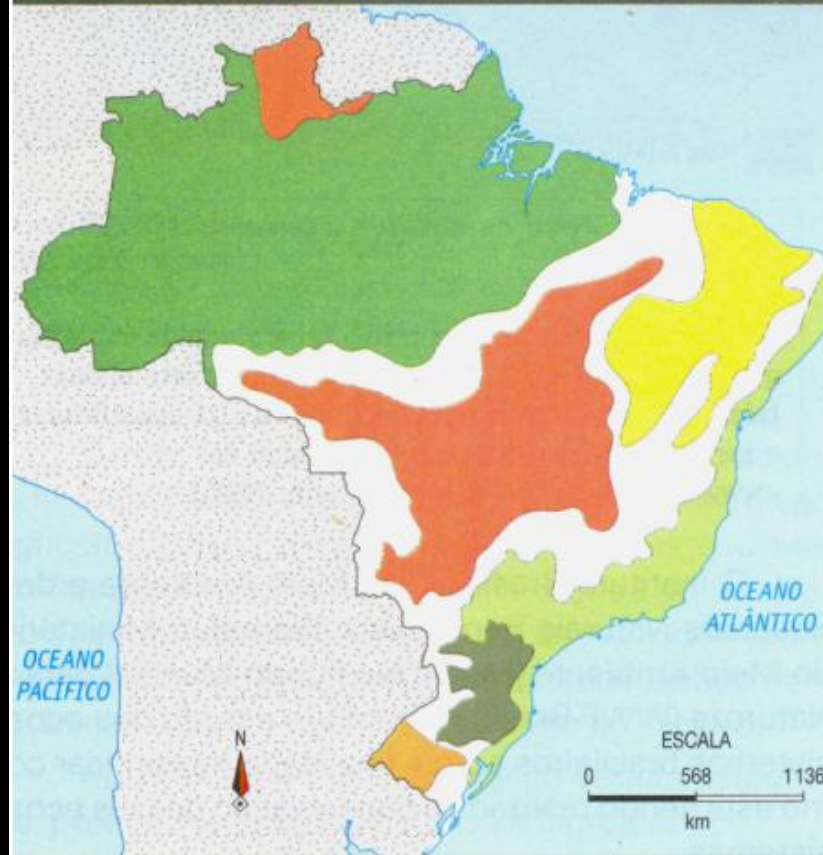 OCEANO
ATLÂNTICO
OCEANO
PACÍFICO
N
ESCALA
0 568 1136
km